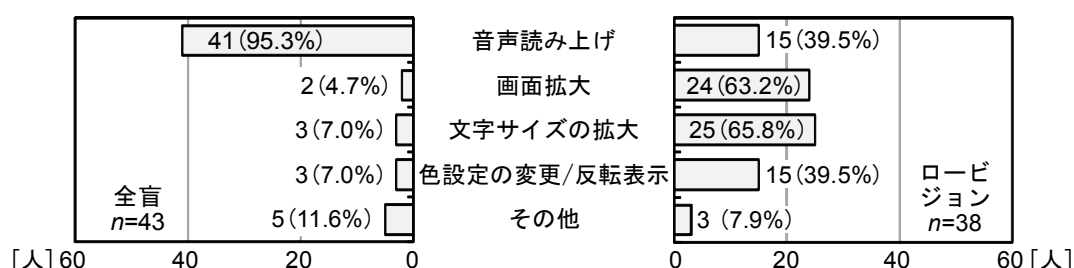 41(95.3%) 音声読み上げ 15(39.5%)
2(4.7%) 画面拡大 24(63.2%)
3(7.0%) 文字サイズの拡大 25(65.8%)
3(7.0%) 色設定の変更/反転表示 15(39.5%)
5(11.6%) その他 3(7.9%)
全盲
n=43
ロービ
ジョン
n=38
[人] 60 40 20 0 0 20 40 60 [人]